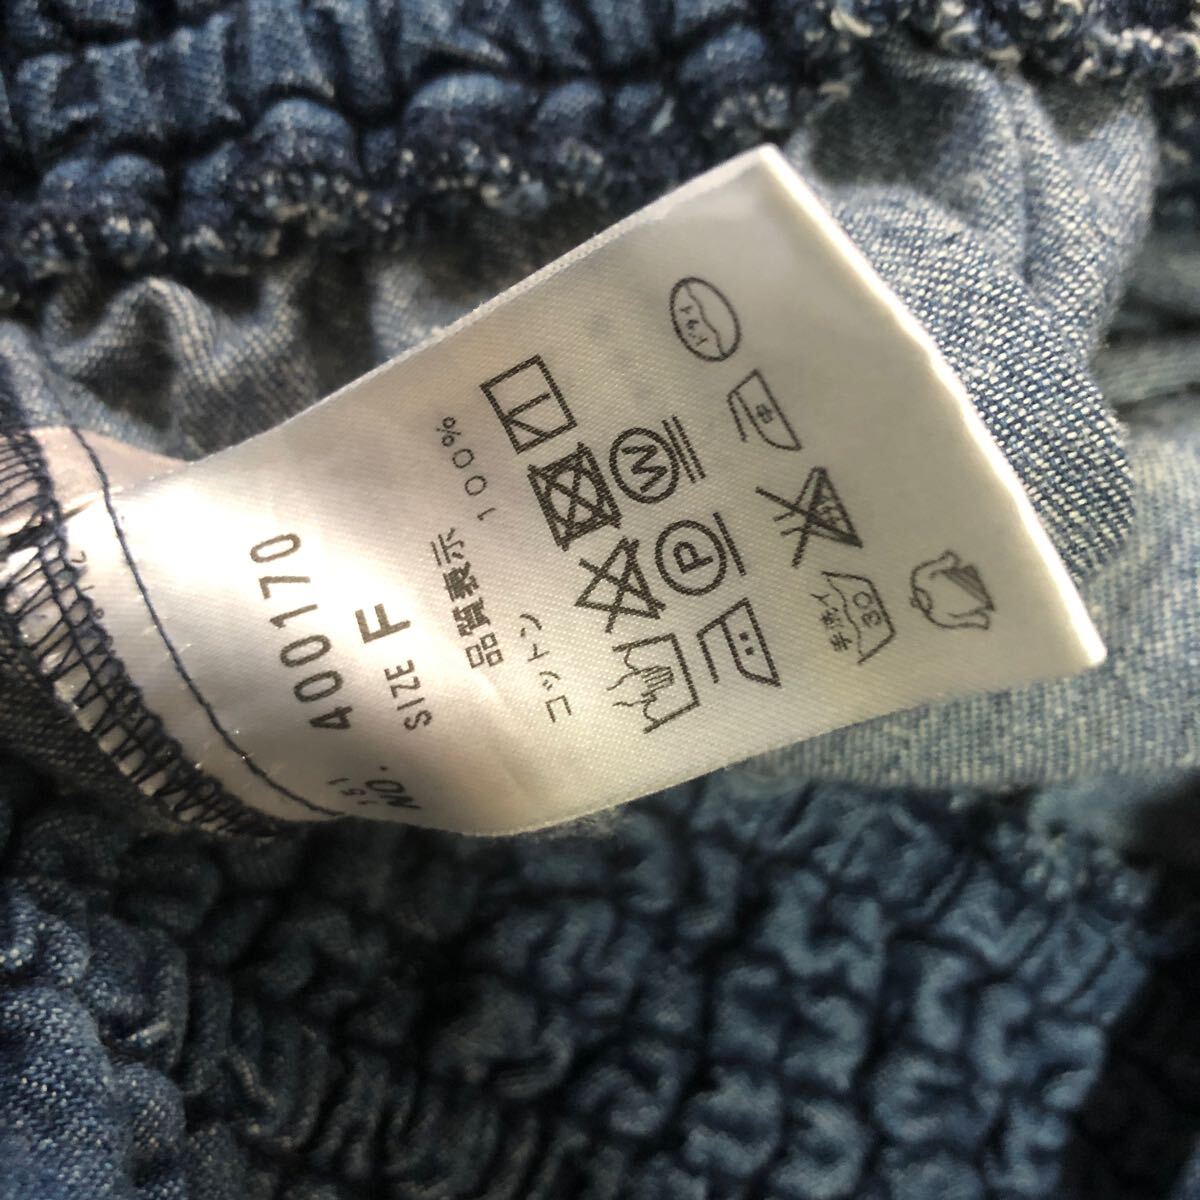 151
NO. 400170
SIZE F
品質表示
コットン 100%
W
P
手洗イ
30
中
ドライ